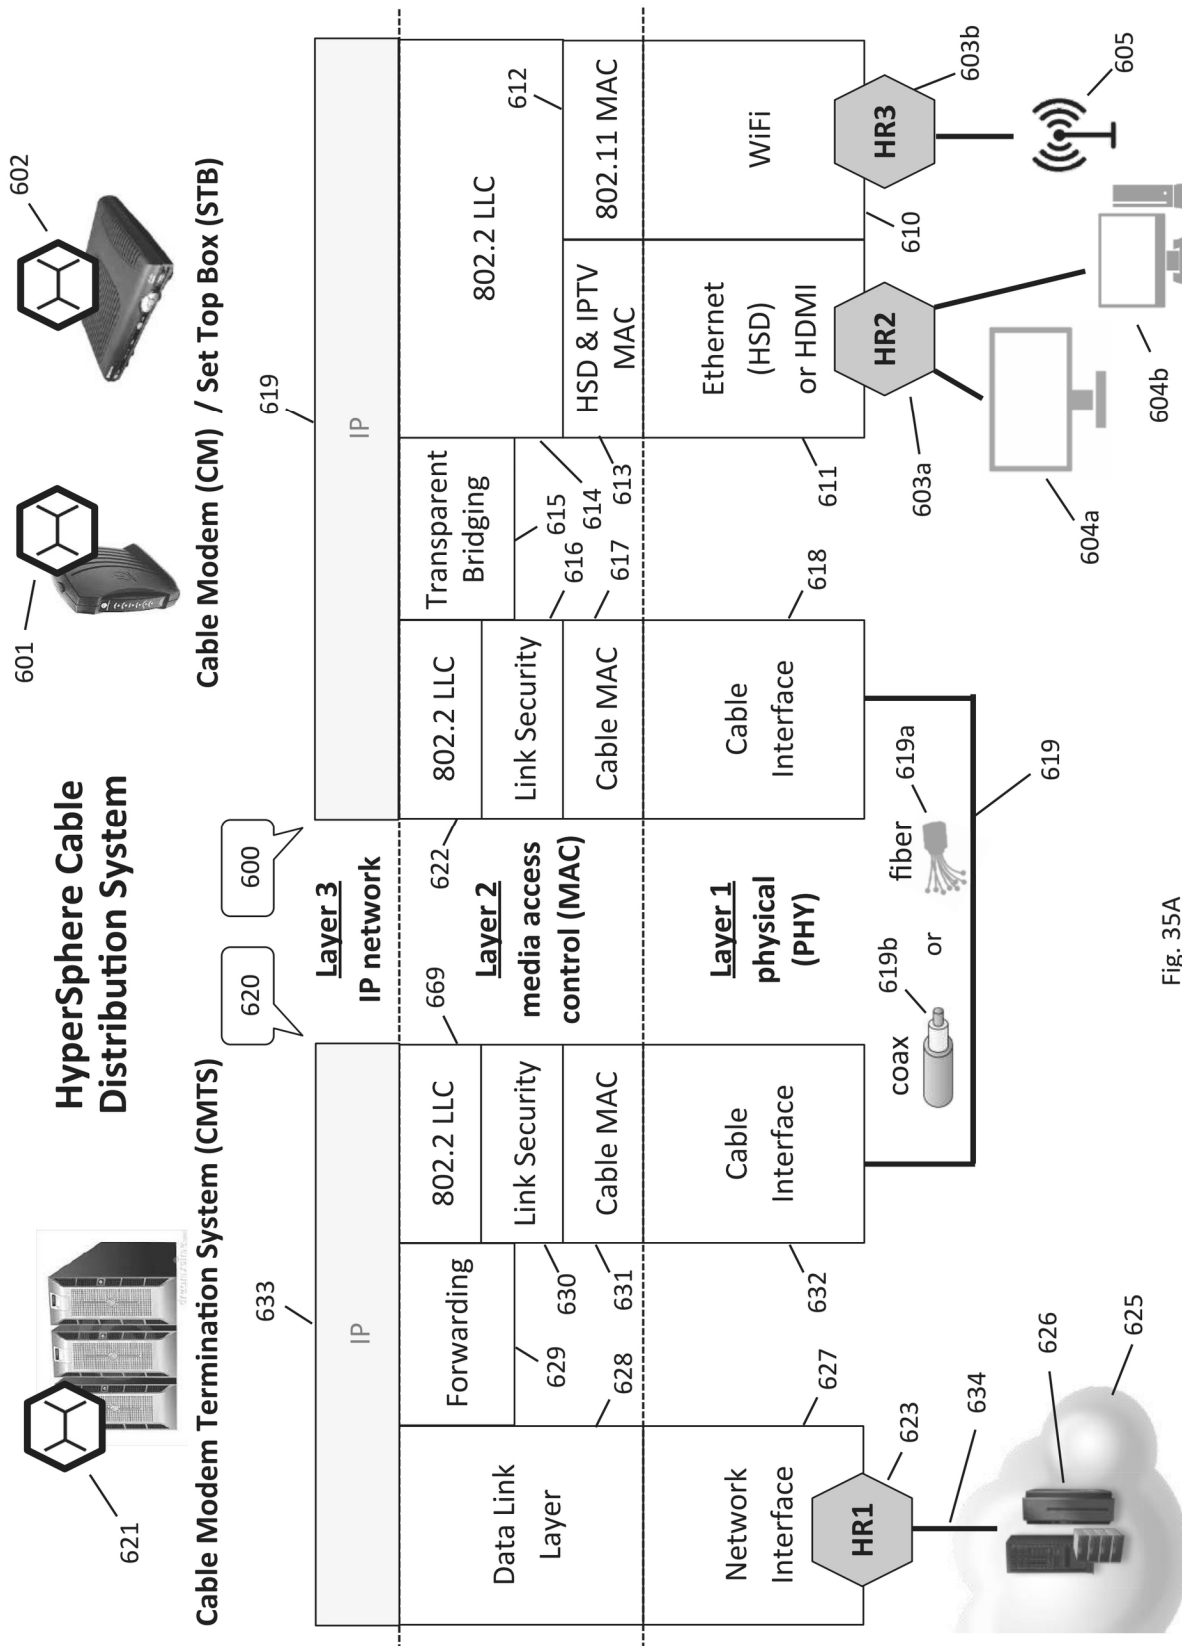 HyperSphere Cable
Distribution System
Cable Modem Termination System (CMTS)
Cable Modem (CM) / Set Top Box (STB)
621
620
600
601
602
633
619
IP
IP
Layer 3
IP network
Data Link
Layer
Forwarding
629
628
802.2 LLC
669
Link Security
630
Cable MAC
631
Layer 2
media access
control (MAC)
622
802.2 LLC
Link Security
616
Cable MAC
617
Transparent
Bridging
615
614
802.2 LLC
612
HSD & IPTV
MAC
613
802.11 MAC
Network
Interface
627
Cable
Interface
632
Layer 1
physical
(PHY)
Cable
Interface
618
Ethernet
(HSD)
or HDMI
611
WiFi
610
HR1
623
634
626
625
coax
619b
or
fiber
619a
619
HR2
603a
604a
604b
HR3
603b
605
Fig. 35A